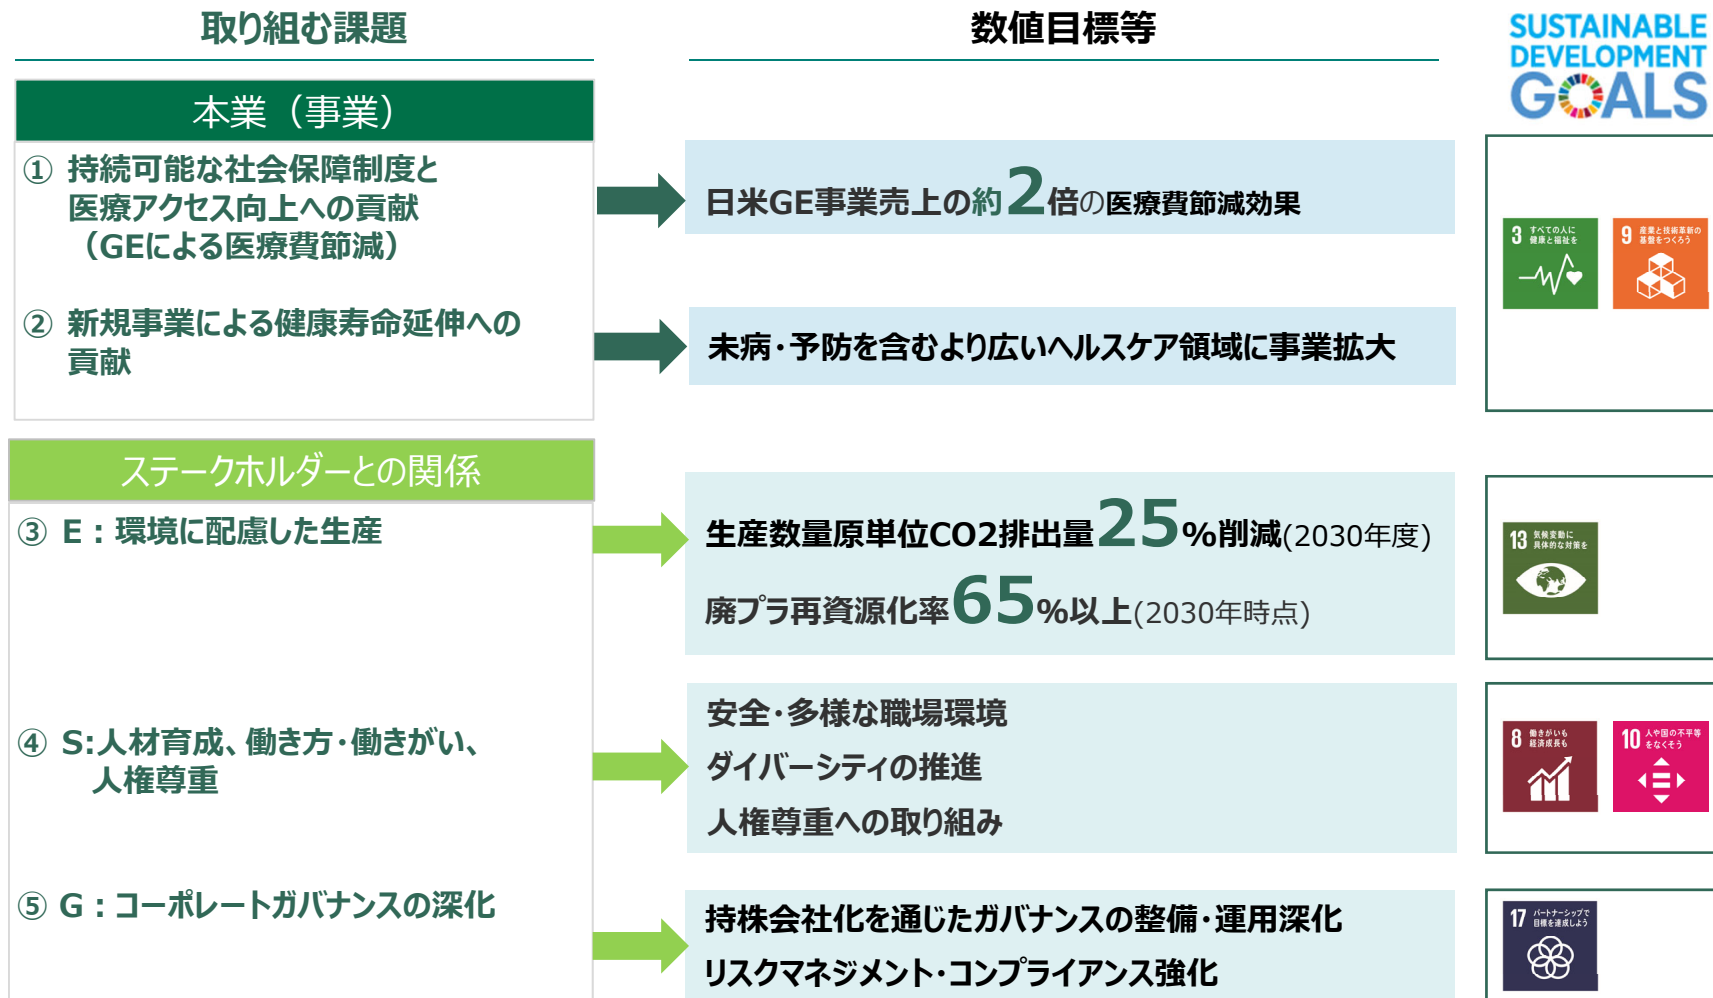 取り組む課題
数値目標等
SUSTAINABLE
DEVELOPMENT
GOALS
本業（事業）
① 持続可能な社会保障制度と
医療アクセス向上への貢献
（GEによる医療費節減）
日米GE事業売上の約2倍の医療費節減効果
② 新規事業による健康寿命延伸への
貢献
未病・予防を含むより広いヘルスケア領域に事業拡大
3 すべての人に
健康と福祉を
9 産業と技術革新の
基盤をつくろう
ステークホルダーとの関係
③ E：環境に配慮した生産
生産数量原単位CO2排出量25%削減(2030年度)
廃プラ再資源化率65%以上(2030年時点)
13 気候変動に
具体的な対策を
④ S:人材育成、働き方・働きがい、
人権尊重
安全・多様な職場環境
ダイバーシティの推進
人権尊重への取り組み
8 働きがいも
経済成長も
10 人や国の不平等
をなくそう
⑤ G：コーポレートガバナンスの深化
持株会社化を通じたガバナンスの整備・運用深化
リスクマネジメント・コンプライアンス強化
17 パートナーシップで
目標を達成しよう